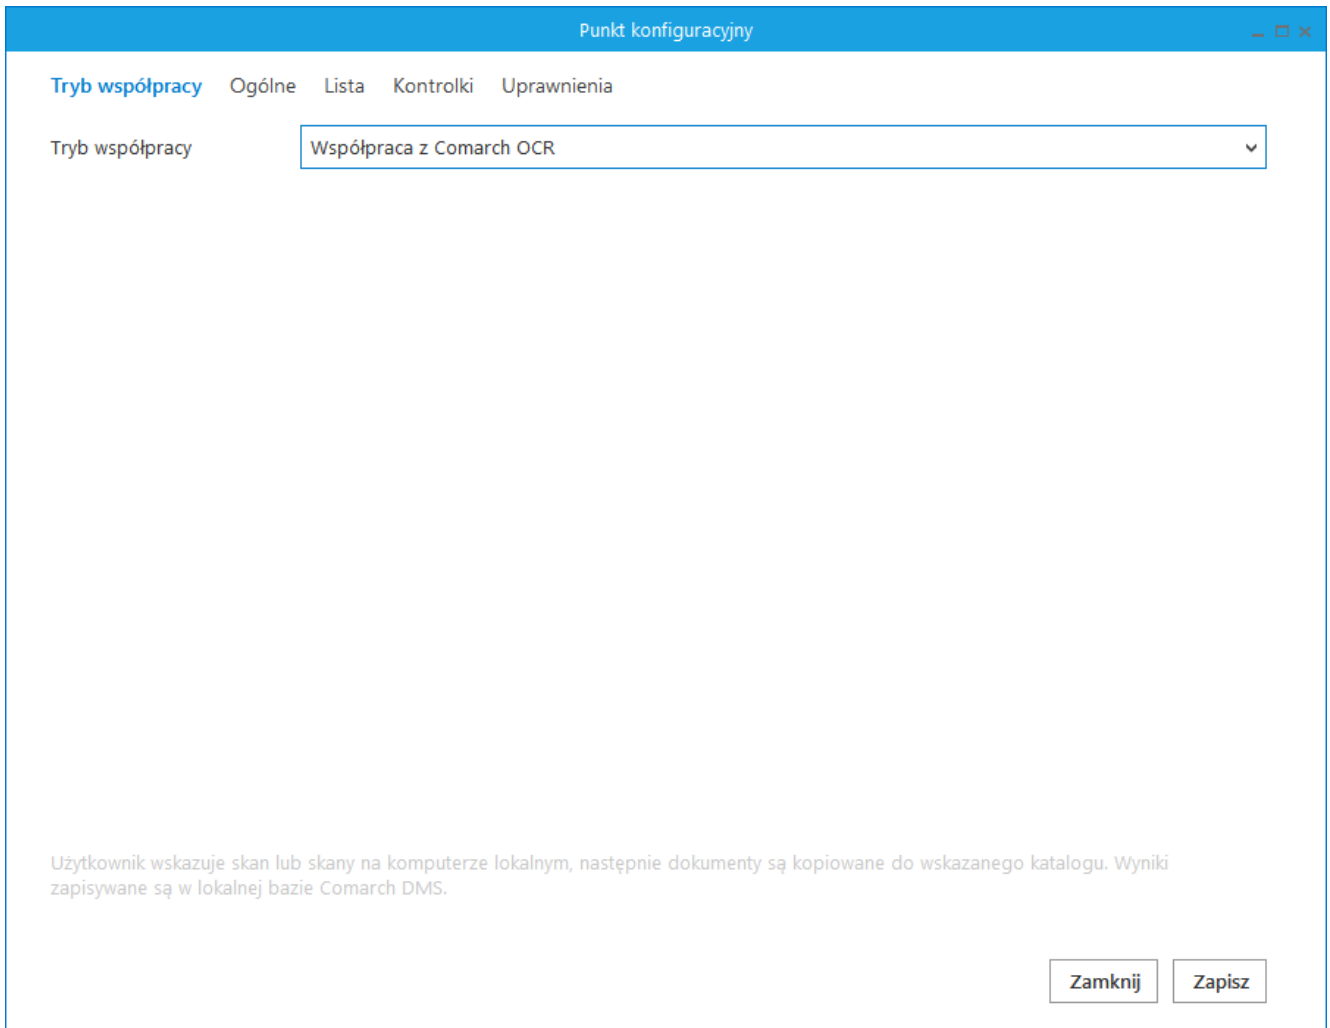 Punkt konfiguracyjny
Tryb współpracy Ogólne Lista Kontrolki Uprawnienia
Tryb współpracy Współpraca z Comarch OCR
Użytkownik wskazuje skan lub skany na komputerze lokalnym, następnie dokumenty są kopiowane do wskazanego katalogu. Wyniki
zapisywane są w lokalnej bazie Comarch DMS.
Zamknij Zapisz